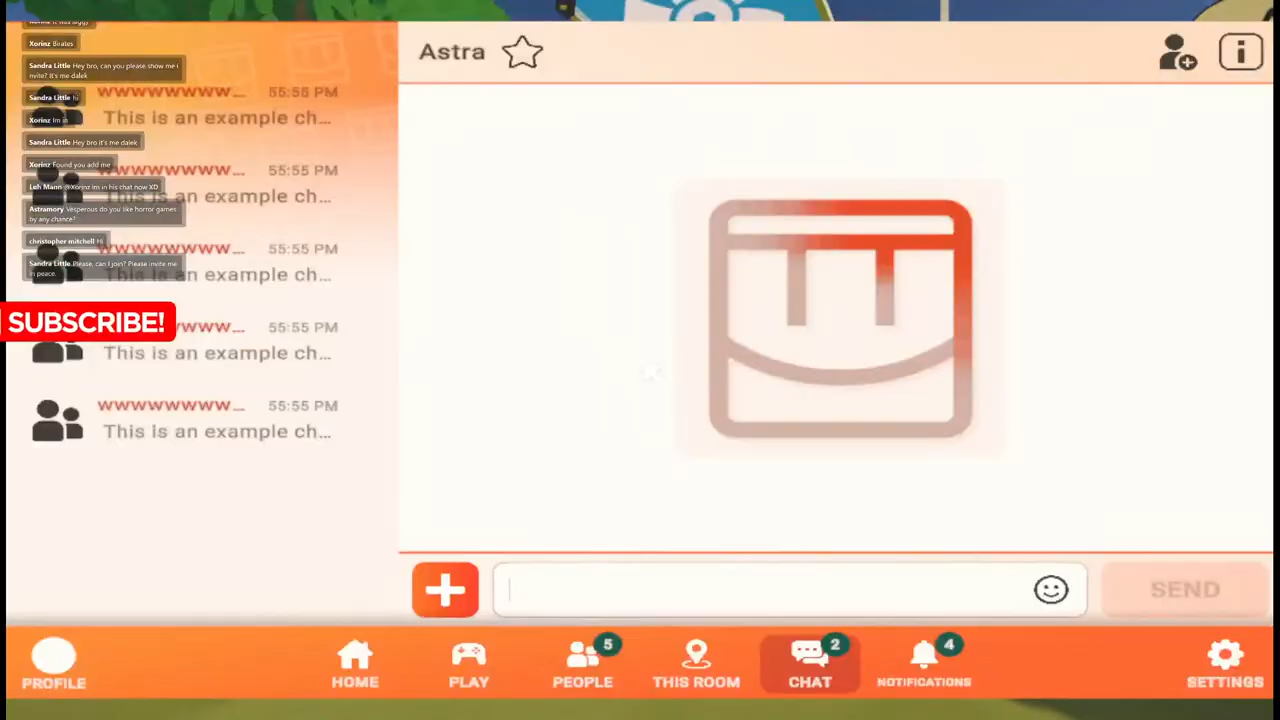 Xorinz Birates
Sandra Little Hey bro, can you please show me i
nvite? It's me dalek
Sandra Little hi
Xorinz Im in
Sandra Little Hey bro it's me dalek
Xorinz Found you add me
Luh Mann @Xorinz im in his chat now XD
Astramory Vesperous do you like horror games
by any chance?
christopher mitchell Hi
Sandra Little Please, can I join? Please invite me
in peace.
SUBSCRIBE!
wwwwwwww... 55:55 PM
This is an example ch...
wwwwwwww... 55:55 PM
This is an example ch...
wwwwwwww... 55:55 PM
This is an example ch...
wwww... 55:55 PM
This is an example ch...
wwwwwwww... 55:55 PM
This is an example ch...
Astra
SEND
PROFILE
HOME
PLAY
PEOPLE 5
THIS ROOM
CHAT 2
NOTIFICATIONS 4
SETTINGS